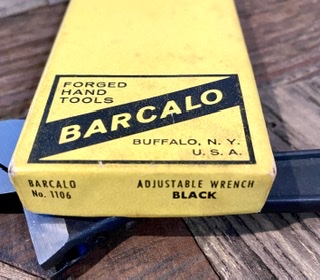 FORGED
HAND
TOOLS
BARCALO
BUFFALO, N. Y.
U. S. A.
BARCALO
No. 1106
ADJUSTABLE WRENCH
BLACK